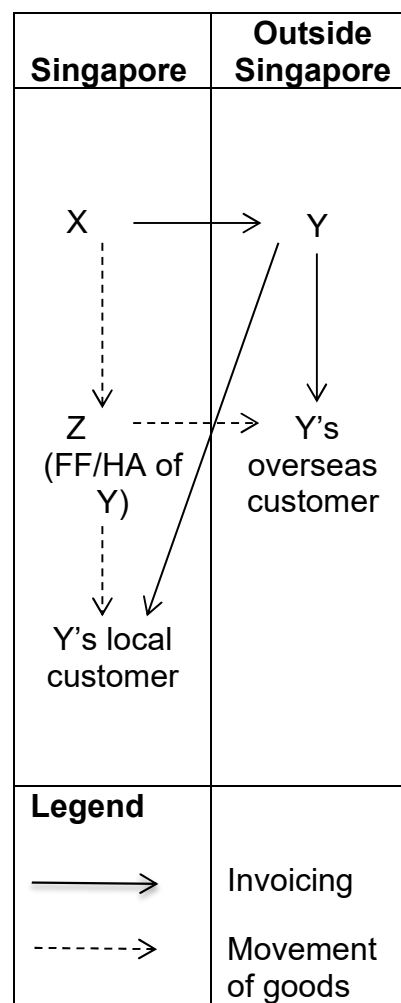 Singapore
Outside
Singapore
X
Y
Z
(FF/HA of
Y)
Y’s
overseas
customer
Y’s local
customer
Legend
Invoicing
Movement
of goods